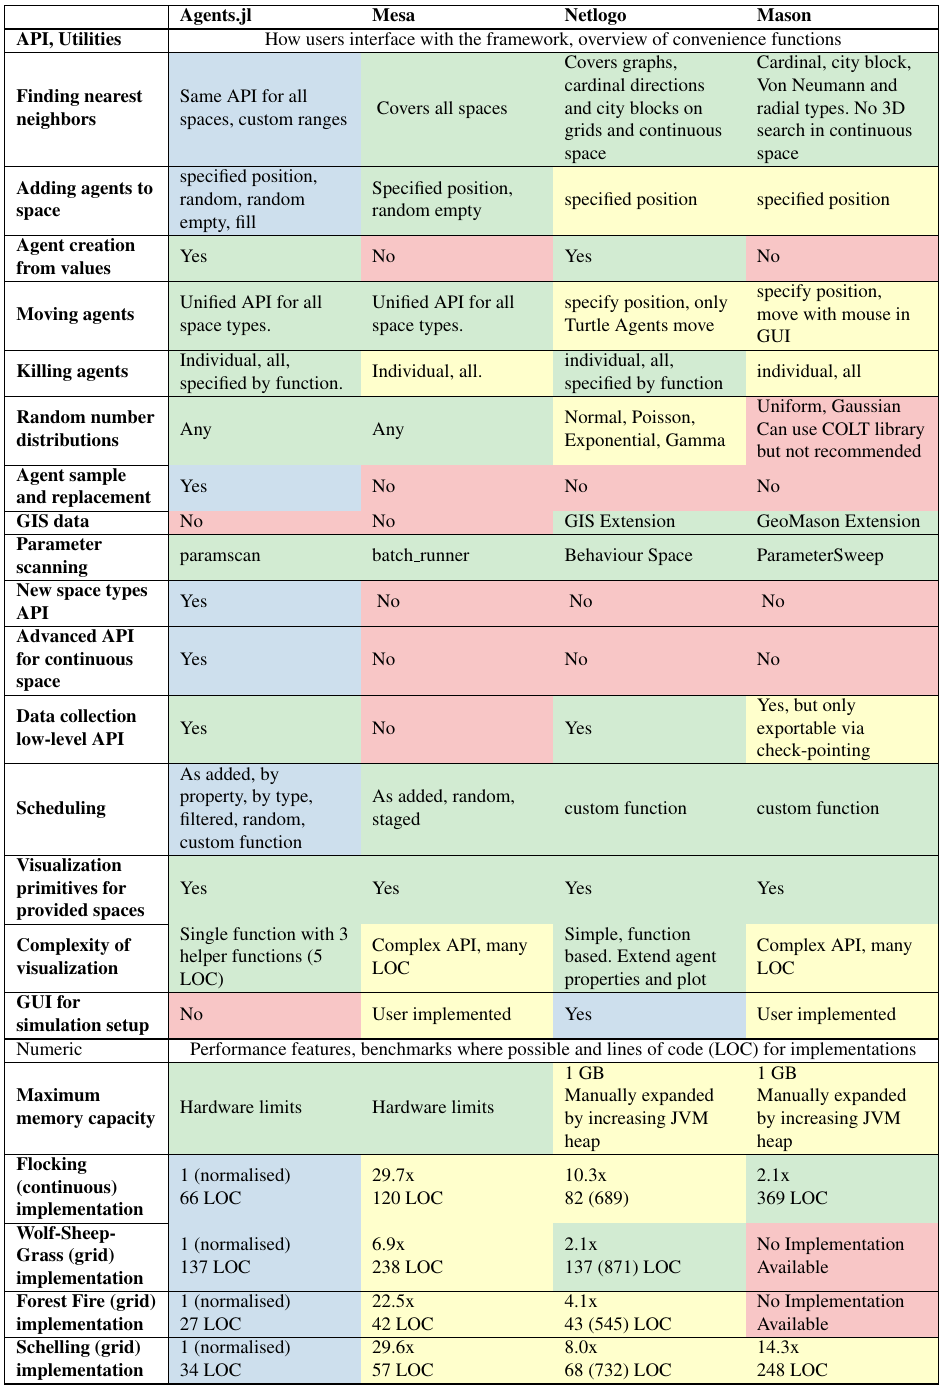 Agents.jl Mesa Netlogo Mason
API, Utilities How users interface with the framework, overview of convenience functions
Finding nearest
neighbors
Same API for all
spaces, custom ranges
Covers all spaces
Covers graphs,
cardinal directions
and city blocks on
grids and continuous
space
Cardinal, city block,
Von Neumann and
radial types. No 3D
search in continuous
space
Adding agents to
space
specified position,
random, random
empty, fill
Specified position,
random empty
specified position
specified position
Agent creation
from values
Yes
No
Yes
No
Moving agents
Unified API for all
space types.
Unified API for all
space types.
specify position, only
Turtle Agents move
specify position,
move with mouse in
GUI
Killing agents
Individual, all,
specified by function.
Individual, all.
individual, all,
specified by function
individual, all
Random number
distributions
Any
Any
Normal, Poisson,
Exponential, Gamma
Uniform, Gaussian
Can use COLT library
but not recommended
Agent sample
and replacement
Yes
No
No
No
GIS data
No
No
GIS Extension
GeoMason Extension
Parameter
scanning
paramscan
batch_runner
Behaviour Space
ParameterSweep
New space types
API
Yes
No
No
No
Advanced API
for continuous
space
Yes
No
No
No
Data collection
low-level API
Yes
No
Yes
Yes, but only
exportable via
check-pointing
Scheduling
As added, by
property, by type,
filtered, random,
custom function
As added, random,
staged
custom function
custom function
Visualization
primitives for
provided spaces
Yes
Yes
Yes
Yes
Complexity of
visualization
Single function with 3
helper functions (5
LOC)
Complex API, many
LOC
Simple, function
based. Extend agent
properties and plot
Complex API, many
LOC
GUI for
simulation setup
No
User implemented
Yes
User implemented
Numeric Performance features, benchmarks where possible and lines of code (LOC) for implementations
Maximum
memory capacity
Hardware limits
Hardware limits
1 GB
Manually expanded
by increasing JVM
heap
1 GB
Manually expanded
by increasing JVM
heap
Flocking
(continuous)
implementation
1 (normalised)
66 LOC
29.7x
120 LOC
10.3x
82 (689)
2.1x
369 LOC
Wolf-Sheep-
Grass (grid)
implementation
1 (normalised)
137 LOC
6.9x
238 LOC
2.1x
137 (871) LOC
No Implementation
Available
Forest Fire (grid)
implementation
1 (normalised)
27 LOC
22.5x
42 LOC
4.1x
43 (545) LOC
No Implementation
Available
Schelling (grid)
implementation
1 (normalised)
34 LOC
29.6x
57 LOC
8.0x
68 (732) LOC
14.3x
248 LOC